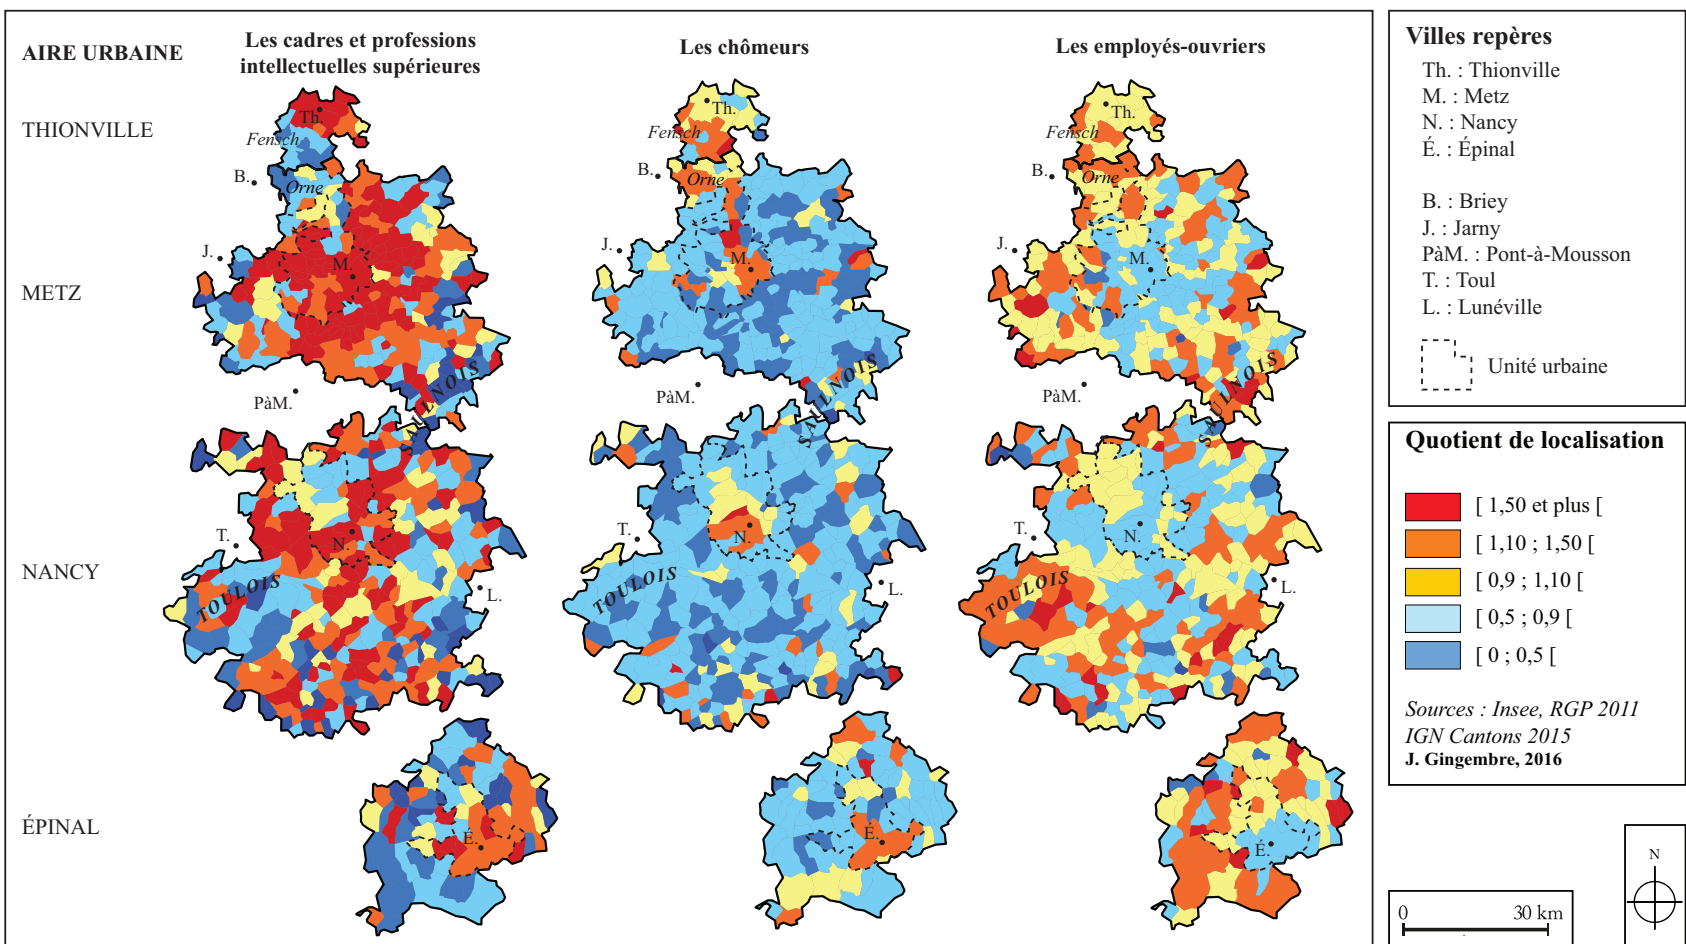 AIRE URBAINE
Les cadres et professions
intellectuelles supérieures
Les chômeurs
Les employés-ouvriers
THIONVILLE
Th.
Fensch
B.
Orne
J.
M.
METZ
SAULNOIS
PàM.
T.
N.
NANCY
TOULOIS
L.
É.
ÉPINAL
Th.
Fensch
B.
Orne
J.
M.
SAULNOIS
PàM.
T.
N.
TOULOIS
L.
É.
Th.
Fensch
B.
Orne
J.
M.
SAULNOIS
PàM.
T.
N.
TOULOIS
L.
É.
Villes repères
Th. : Thionville
M. : Metz
N. : Nancy
É. : Épinal
B. : Briey
J. : Jarny
PàM. : Pont-à-Mousson
T. : Toul
L. : Lunéville
Unité urbaine
Quotient de localisation
[ 1,50 et plus [
[ 1,10 ; 1,50 [
[ 0,9 ; 1,10 [
[ 0,5 ; 0,9 [
[ 0 ; 0,5 [
Sources : Insee, RGP 2011
IGN Cantons 2015
J. Gingembre, 2016
N
0 30 km